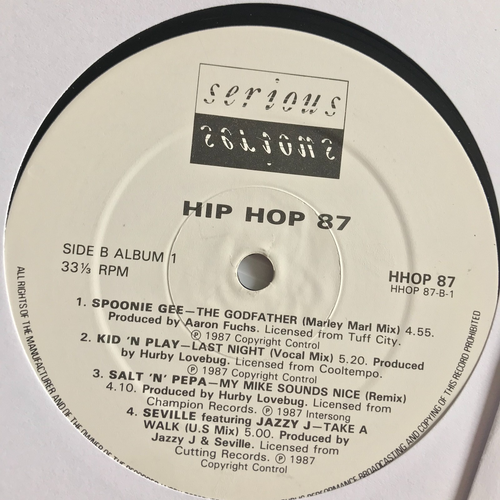 serious
serious
HIP HOP 87
SIDE B ALBUM 1
33⅓ RPM
HHOP 87
HHOP 87-B-1
1. SPOONIE GEE—THE GODFATHER (Marley Marl Mix) 4.55.
Produced by Aaron Fuchs. Licensed from Tuff City.
℗ 1987 Copyright Control
2. KID 'N PLAY—LAST NIGHT (Vocal Mix) 5.20. Produced
by Hurby Lovebug. Licensed from Cooltempo.
℗ 1987 Copyright Control
3. SALT 'N' PEPA—MY MIKE SOUNDS NICE (Remix)
4.10. Produced by Hurby Lovebug. Licensed from
Champion Records. ℗ 1987 Intersong
4. SEVILLE featuring JAZZY J—TAKE A
WALK (U.S Mix) 5.00. Produced by
Jazzy J & Seville. Licensed from
Cutting Records. ℗ 1987
Copyright Control
ALL RIGHTS OF THE MANUFACTURER AND OF THE OWNER OF THE
PUBLIC PERFORMANCE, BROADCASTING AND COPYING OF THIS RECORD PROHIBITED